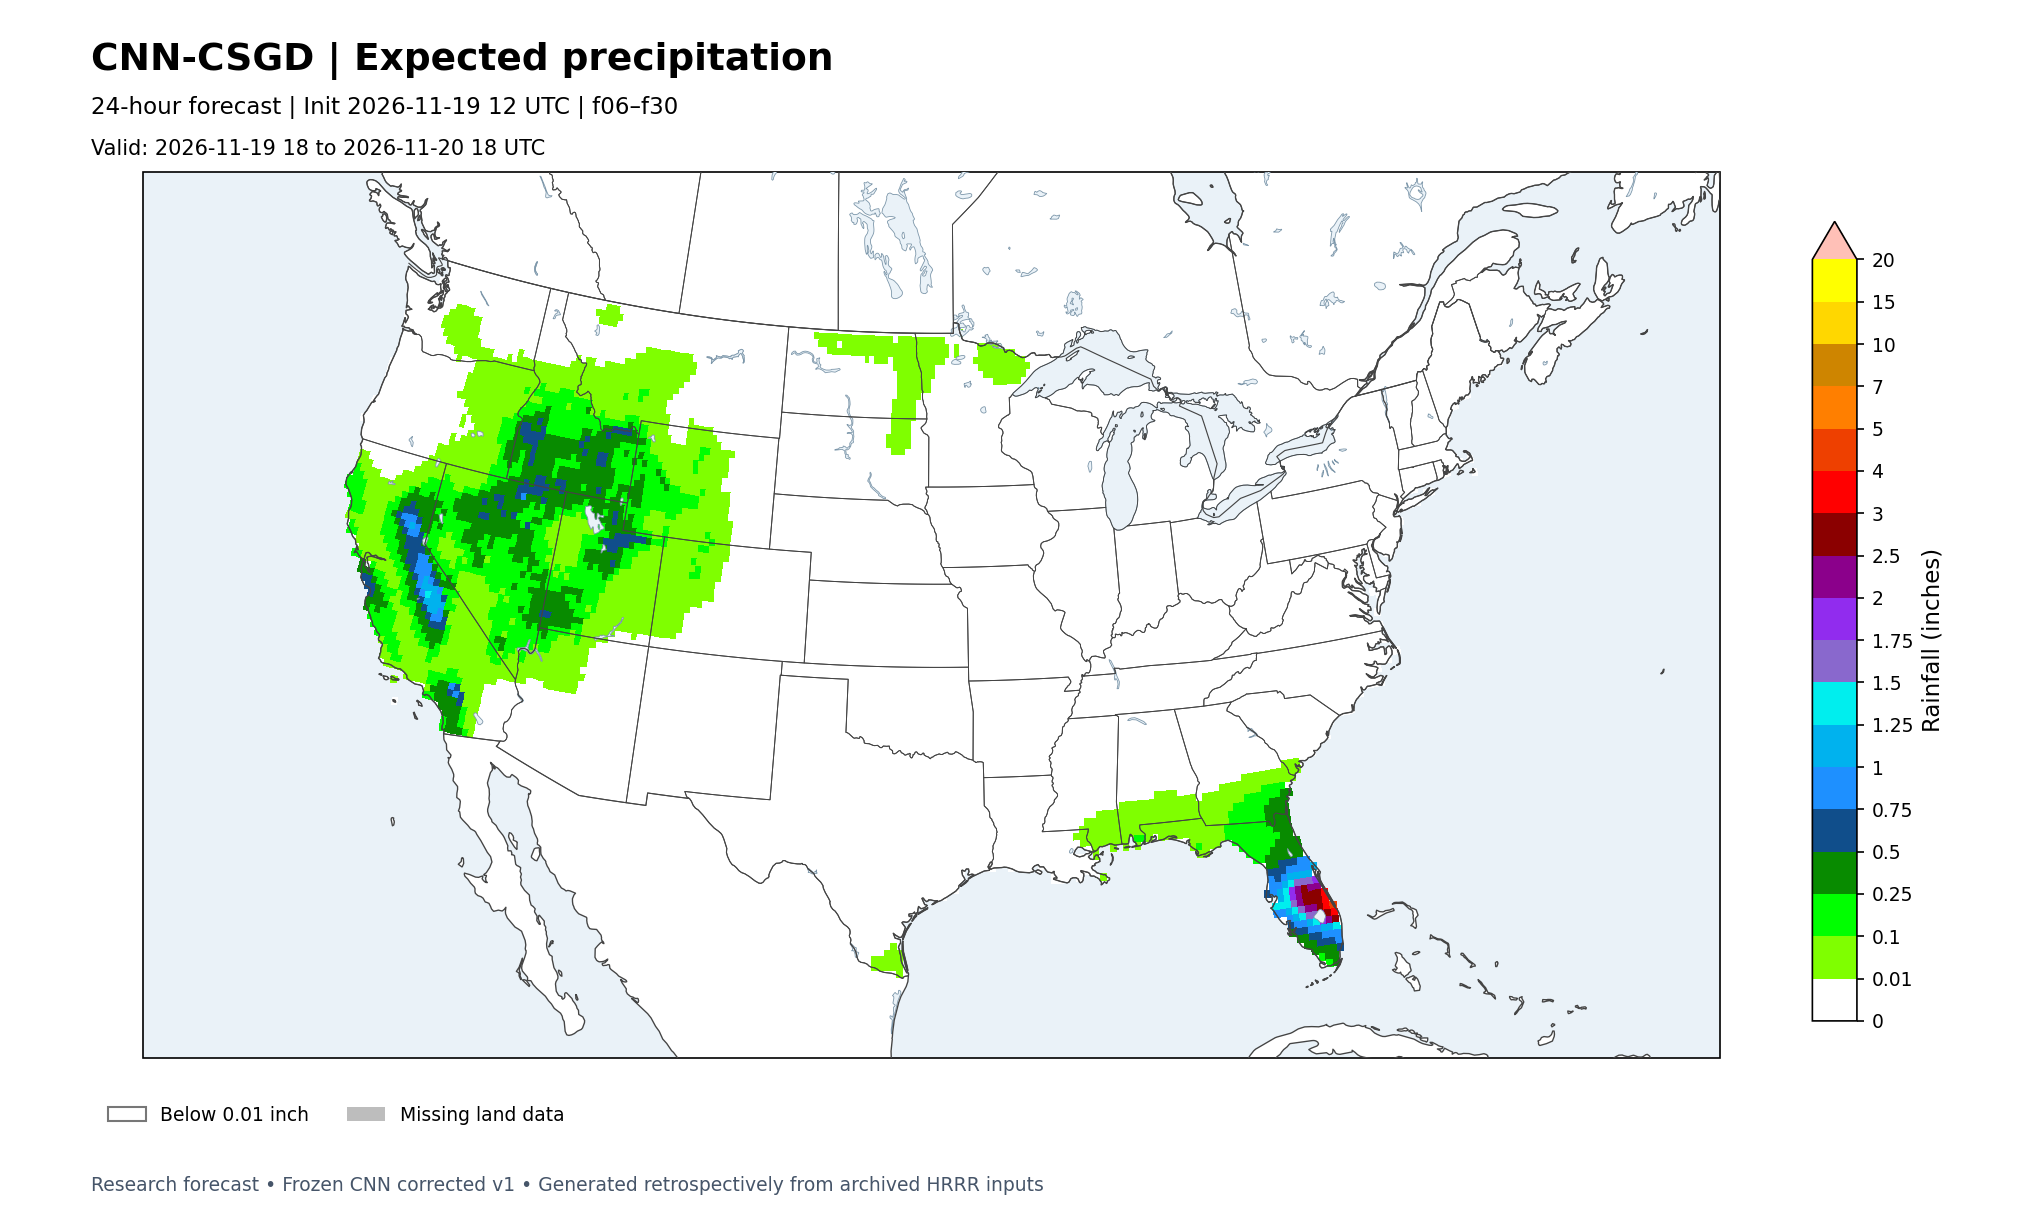 CNN-CSGD | Expected precipitation
24-hour forecast | Init 2026-11-19 12 UTC | f06–f30
Valid: 2026-11-19 18 to 2026-11-20 18 UTC
20
15
10
7
5
4
3
2.5
2
1.75
1.5
1.25
1
0.75
0.5
0.25
0.1
0.01
0
Rainfall (inches)
Below 0.01 inch
Missing land data
Research forecast • Frozen CNN corrected v1 • Generated retrospectively from archived HRRR inputs